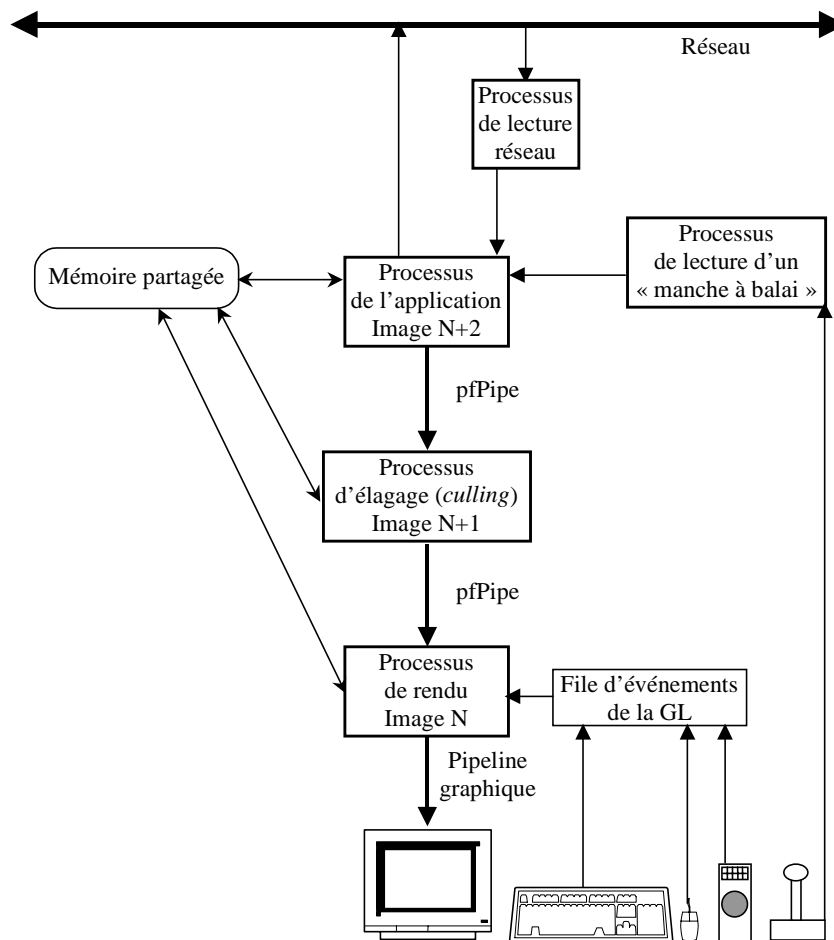 Réseau
Processus
de lecture
réseau
Processus
de lecture d'un
« manche à balai »
Mémoire partagée
Processus
de l'application
Image N+2
pfPipe
Processus
d'élagage (culling)
Image N+1
pfPipe
Processus
de rendu
Image N
File d'événements
de la GL
Pipeline
graphique